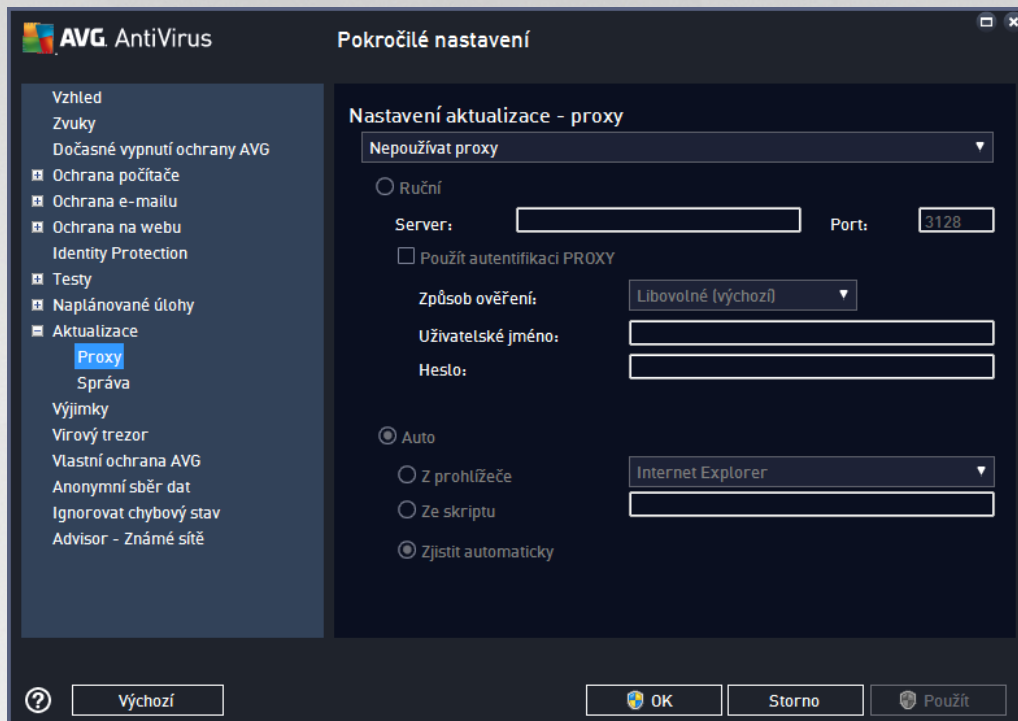 AVG. AntiVirus
Pokročilé nastavení
Vzhled
Zvuky
Dočasné vypnutí ochrany AVG
Ochrana počítače
Ochrana e-mailu
Ochrana na webu
Identity Protection
Testy
Naplánované úlohy
Aktualizace
Proxy
Správa
Výjimky
Virový trezor
Vlastní ochrana AVG
Anonymní sběr dat
Ignorovat chybový stav
Advisor - Známé sítě
Nastavení aktualizace - proxy
Nepoužívat proxy
Ruční
Server: Port: 3128
Použít autentifikaci PROXY
Způsob ověření: Libovolné (výchozí)
Uživatelské jméno:
Heslo:
Auto
Z prohlížeče Internet Explorer
Ze skriptu
Zjistit automaticky
? Výchozí OK Storno Použít